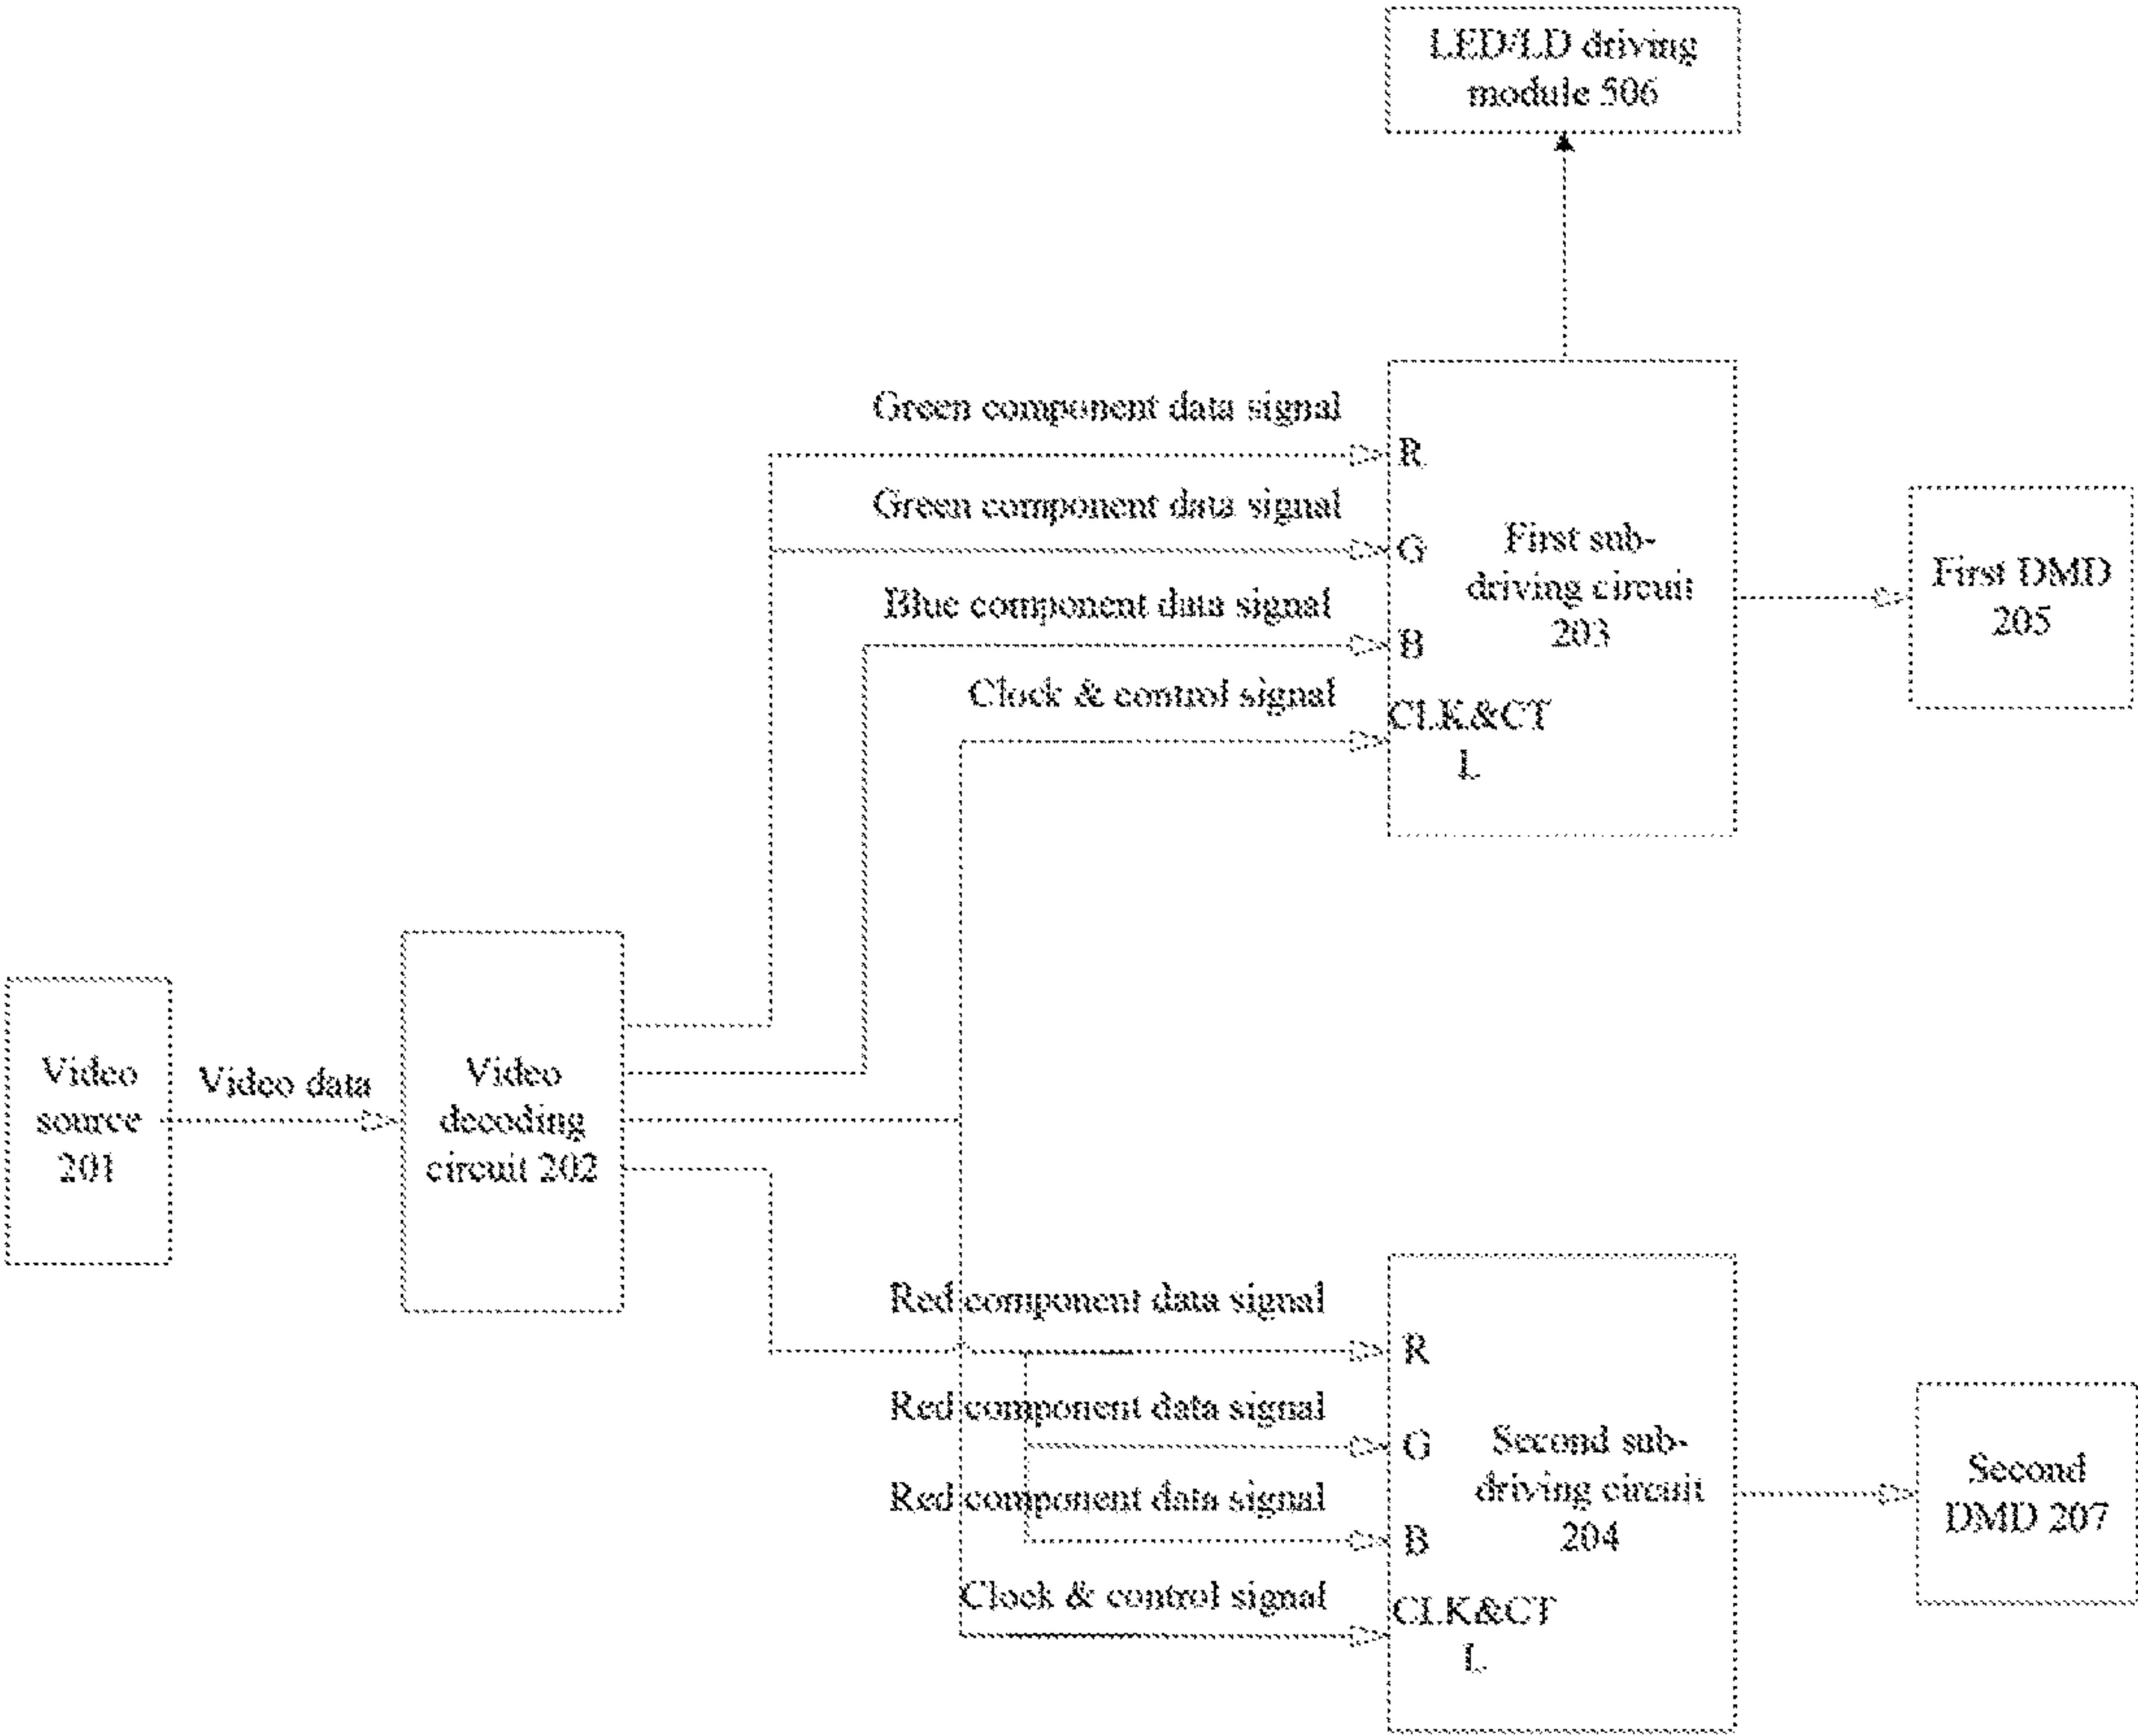 LED/LD driving
module 506
Green component data signal
R
Green component data signal
G
First sub-
driving circuit
203
First DMD
205
Blue component data signal
B
Clock & control signal
CLK&CT
L
Video
source
201
Video data
Video
decoding
circuit 202
Red component data signal
R
Red component data signal
G
Second sub-
driving circuit
204
Second
DMD 207
Red component data signal
B
Clock & control signal
CLK&CT
L